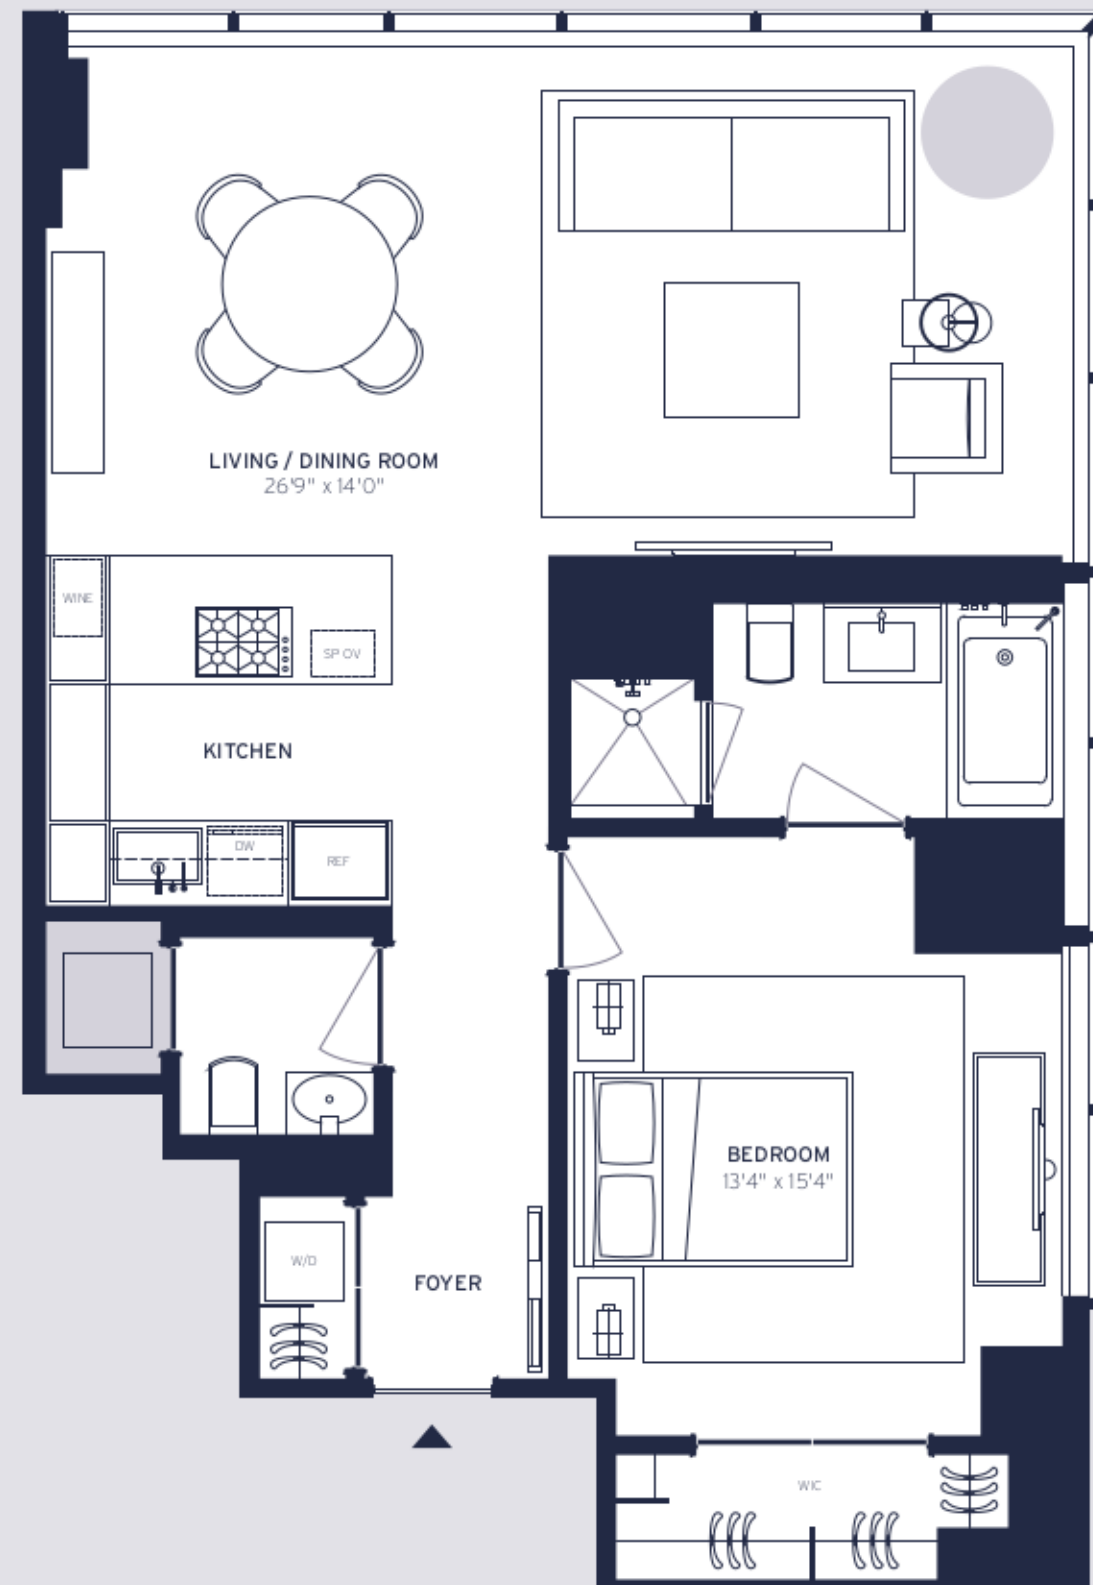 LIVING / DINING ROOM
26'9" x 14'0"
WINE
SP OV
KITCHEN
DW
REF
BEDROOM
13'4" x 15'4"
W/D
FOYER
WIC